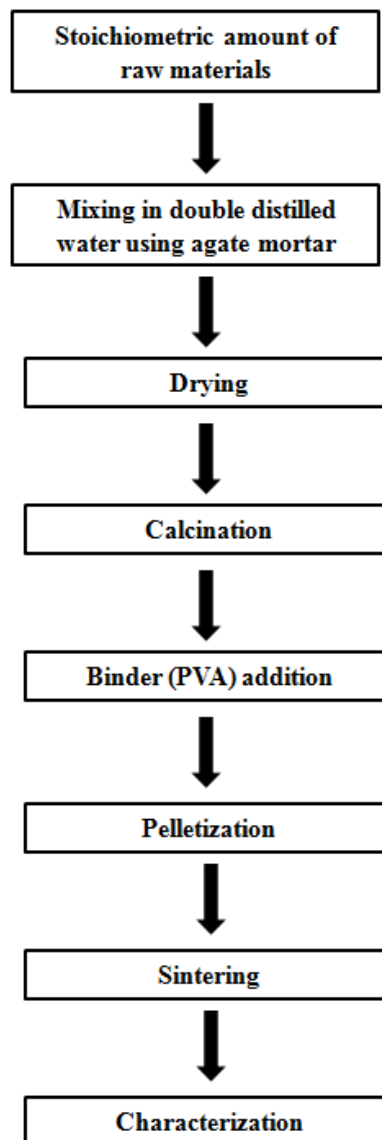 Stoichiometric amount of
raw materials
Mixing in double distilled
water using agate mortar
Drying
Calcination
Binder (PVA) addition
Pelletization
Sintering
Characterization